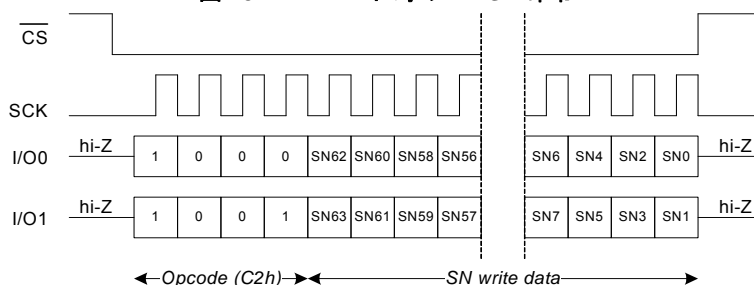 CS
SCK
I/O0 hi-Z 1 0 0 0 SN62 SN60 SN58 SN56 SN6 SN4 SN2 SN0 hi-Z
I/O1 hi-Z 1 0 0 1 SN63 SN61 SN59 SN57 SN7 SN5 SN3 SN1 hi-Z
Opcode (C2h) SN write data